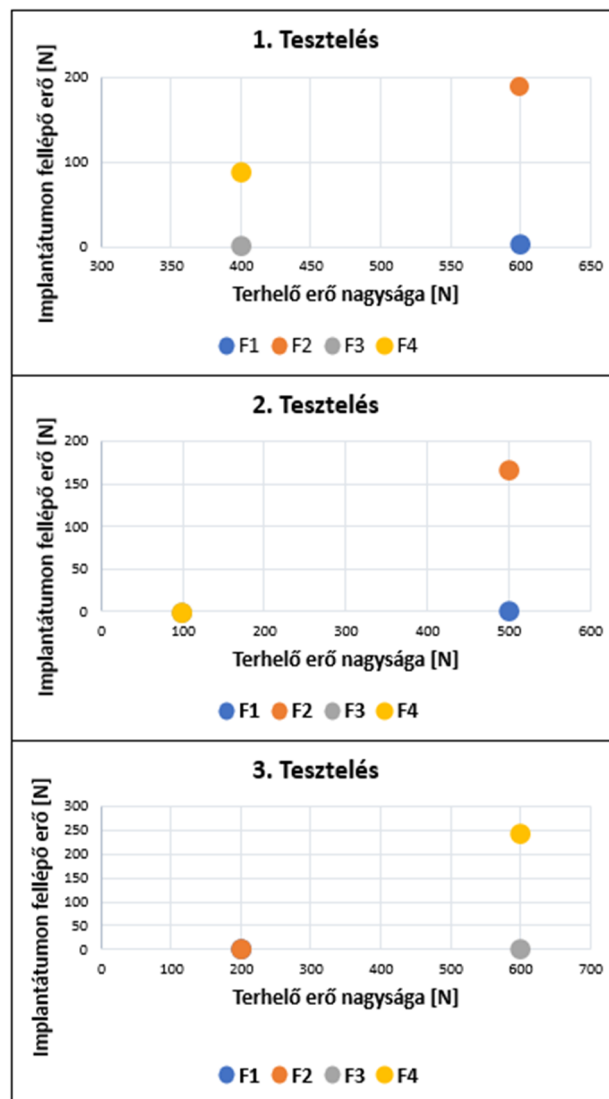 1. Tesztelés
Implantátumon fellépő erő [N]
200
100
0
300 350 400 450 500 550 600 650
Terhelő erő nagysága [N]
F1 F2 F3 F4
2. Tesztelés
Implantátumon fellépő erő [N]
200
150
100
50
0
0 100 200 300 400 500 600
Terhelő erő nagysága [N]
F1 F2 F3 F4
3. Tesztelés
Implantátumon fellépő erő [N]
300
250
200
150
100
50
0
0 100 200 300 400 500 600 700
Terhelő erő nagysága [N]
F1 F2 F3 F4